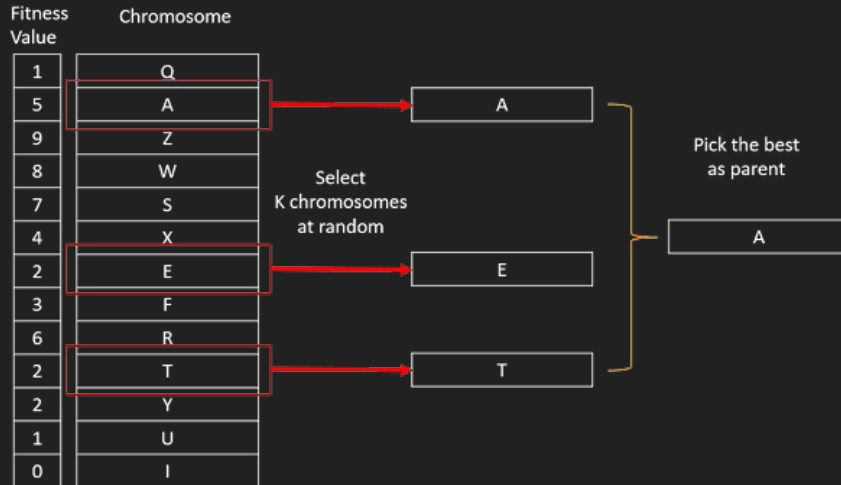 Fitness
Value
Chromosome
1 Q
5 A
9 Z
8 W
7 S
4 X
2 E
3 F
6 R
2 T
2 Y
1 U
0 I
Select
K chromosomes
at random
A
E
T
Pick the best
as parent
A